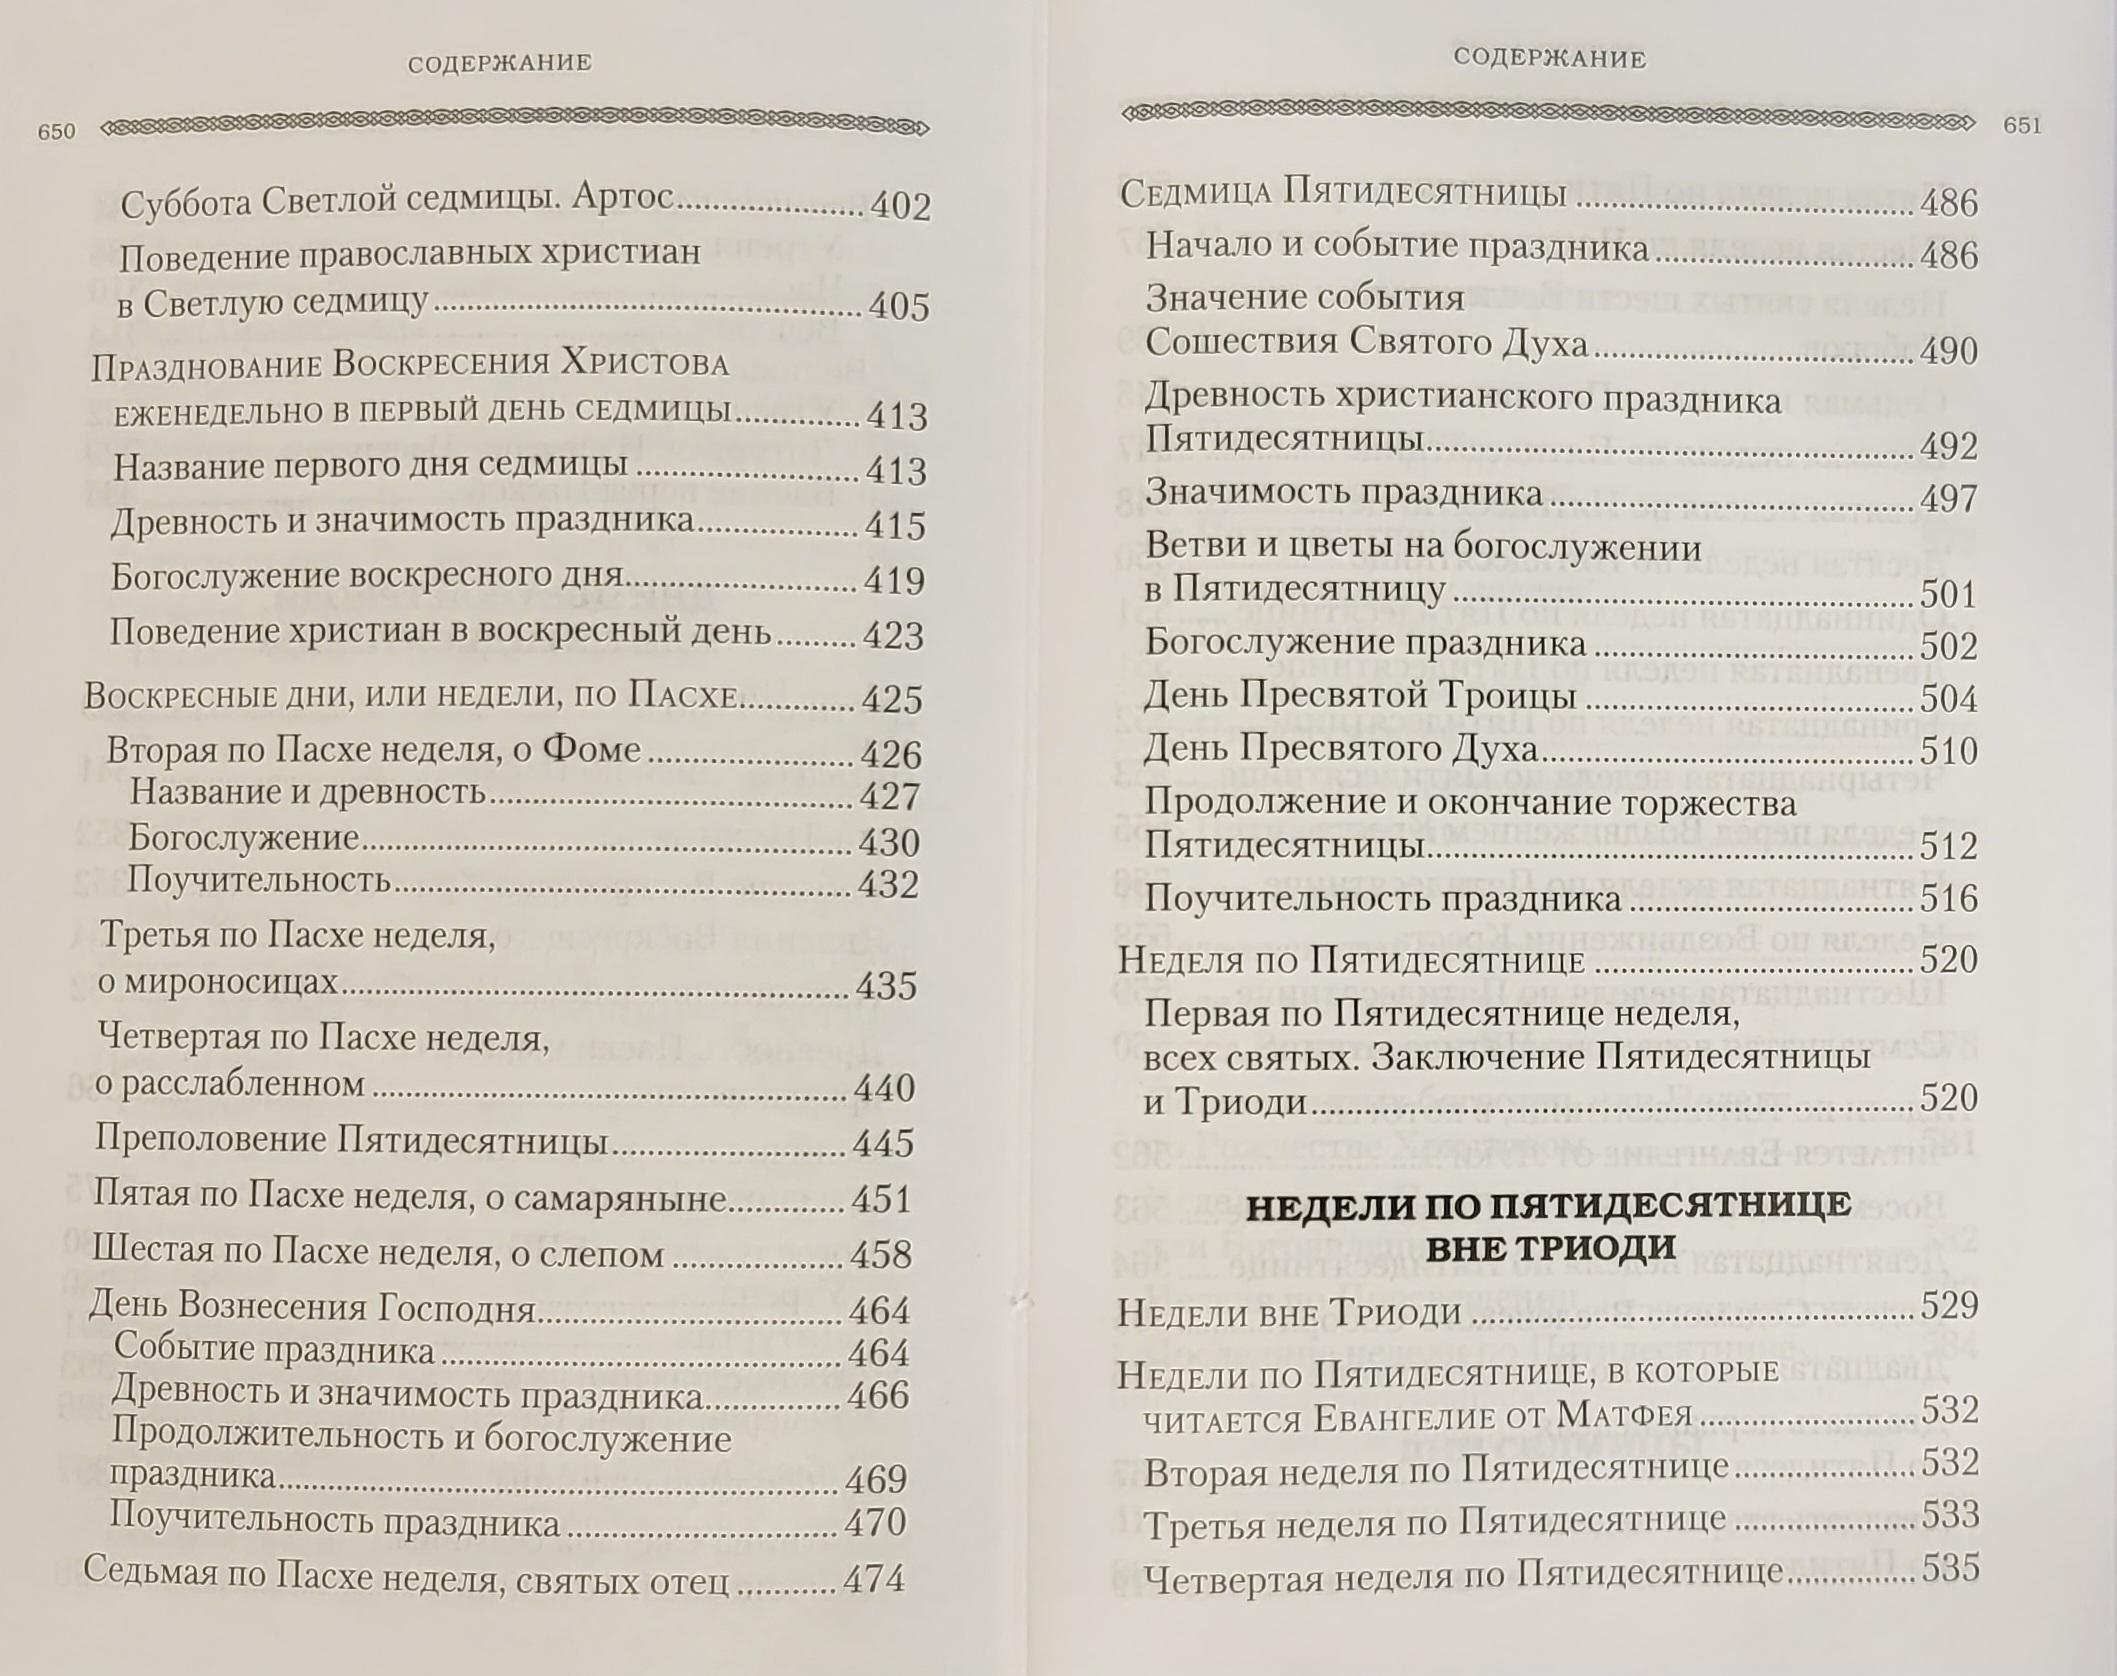 СОДЕРЖАНИЕ
650
Суббота Светлой седмицы. Артос..................402
Поведение православных христиан
в Светлую седмицу..................405
Празднование Воскресения Христова
еженедельно в первый день седмицы..................413
Название первого дня седмицы..................413
Древность и значимость праздника..................415
Богослужение воскресного дня..................419
Поведение христиан в воскресный день..................423
Воскресные дни, или недели, по Пасхе..................425
Вторая по Пасхе неделя, о Фоме..................426
Название и древность..................427
Богослужение..................430
Поучительность..................432
Третья по Пасхе неделя,
о мироносицах..................435
Четвертая по Пасхе неделя,
о расслабленном..................440
Преполовение Пятидесятницы..................445
Пятая по Пасхе неделя, о самаряныне..................451
Шестая по Пасхе неделя, о слепом..................458
День Вознесения Господня..................464
Событие праздника..................464
Древность и значимость праздника..................466
Продолжительность и богослужение
праздника..................469
Поучительность праздника..................470
Седьмая по Пасхе неделя, святых отец..................474
СОДЕРЖАНИЕ
651
Седмица Пятидесятницы..................486
Начало и событие праздника..................486
Значение события
Сошествия Святого Духа..................490
Древность христианского праздника
Пятидесятницы..................492
Значимость праздника..................497
Ветви и цветы на богослужении
в Пятидесятницу..................501
Богослужение праздника..................502
День Пресвятой Троицы..................504
День Пресвятого Духа..................510
Продолжение и окончание торжества
Пятидесятницы..................512
Поучительность праздника..................516
Неделя по Пятидесятнице..................520
Первая по Пятидесятнице неделя,
всех святых. Заключение Пятидесятницы
и Триоди..................520
НЕДЕЛИ ПО ПЯТИДЕСЯТНИЦЕ
ВНЕ ТРИОДИ
Недели вне Триоди..................529
Недели по Пятидесятнице, в которые
читается Евангелие от Матфея..................532
Вторая неделя по Пятидесятнице..................532
Третья неделя по Пятидесятнице..................533
Четвертая неделя по Пятидесятнице..................535